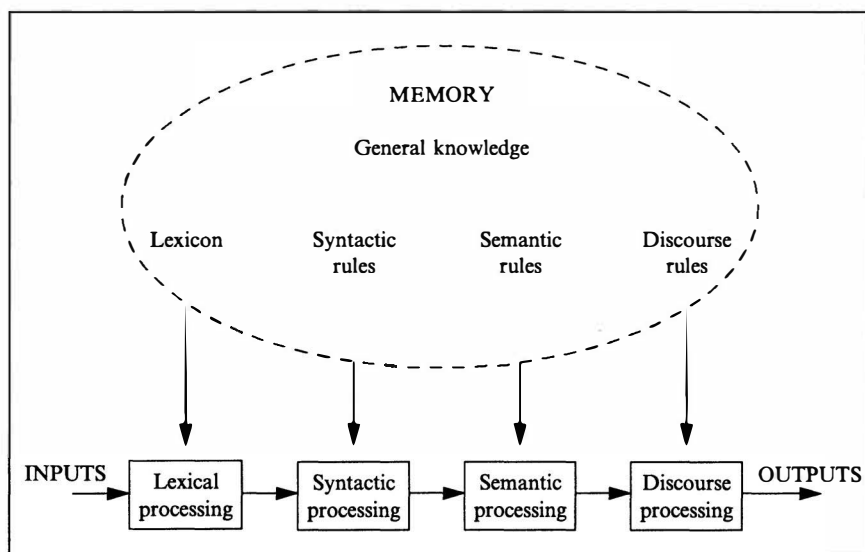 MEMORY
General knowledge
Lexicon
Syntactic
rules
Semantic
rules
Discourse
rules
INPUTS
Lexical
processing
Syntactic
processing
Semantic
processing
Discourse
processing
OUTPUTS